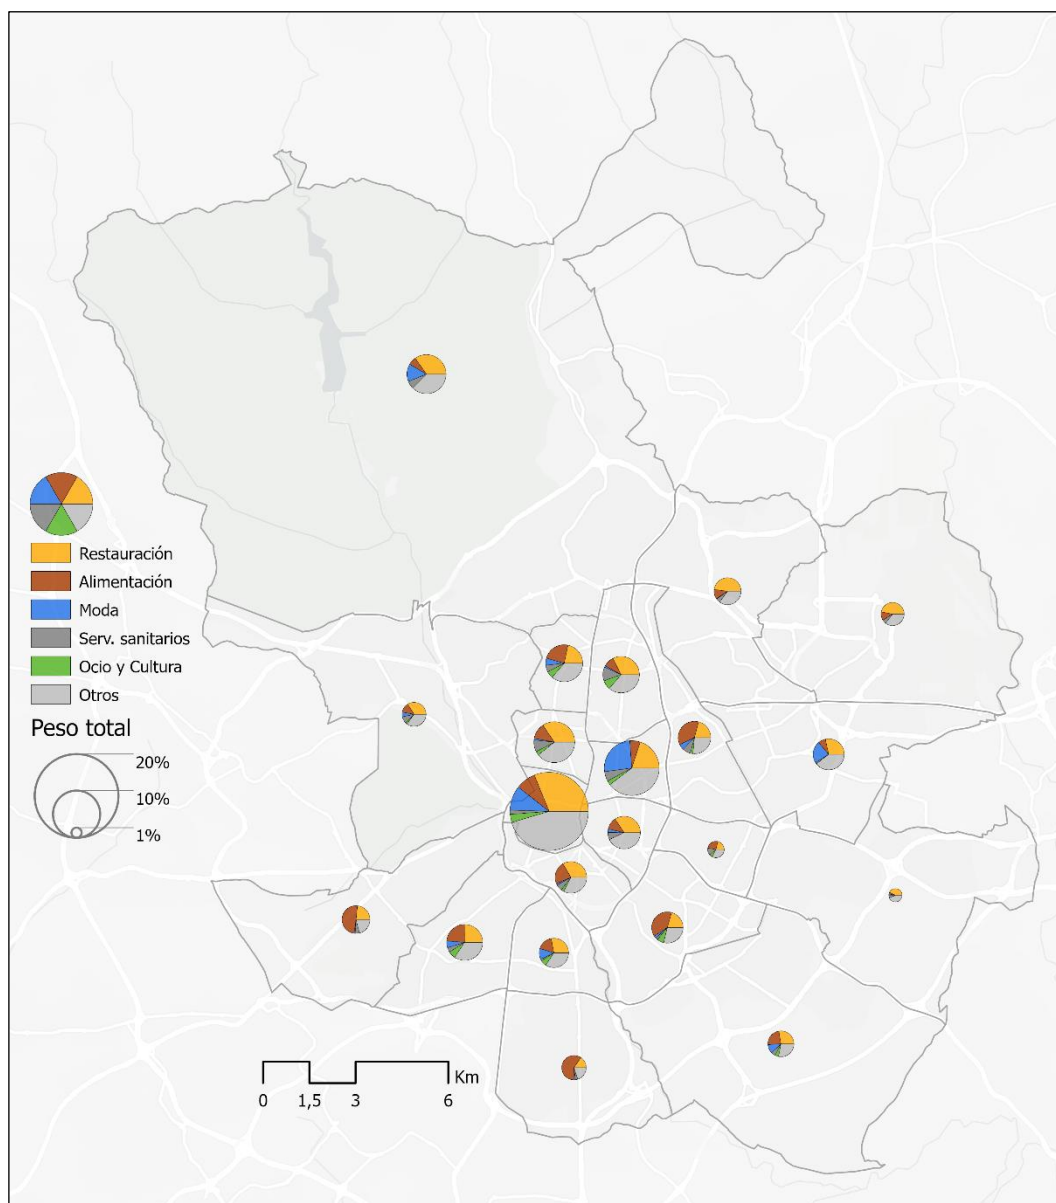 Restauración
Alimentación
Moda
Serv. sanitarios
Ocio y Cultura
Otros
Peso total
20%
10%
1%
Km
0 1,5 3 6